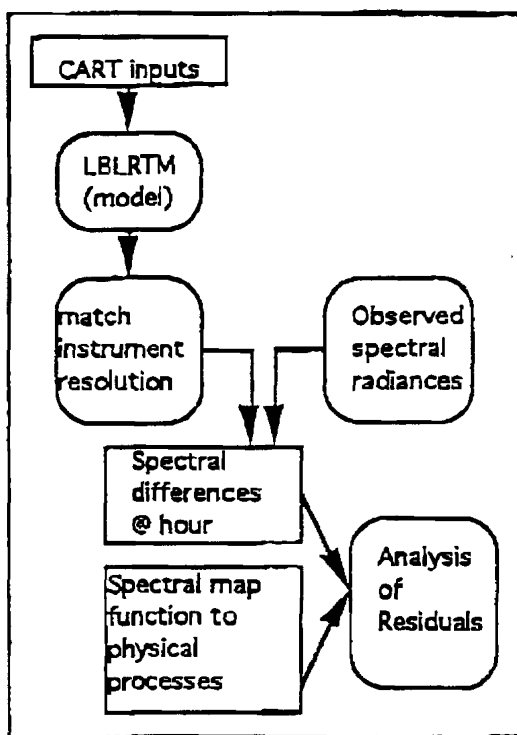 CART inputs
LBLRTM
(model)
match
instrument
resolution
Observed
spectral
radiances
Spectral
differences
@ hour
Spectral map
function to
physical
processes
Analysis
of
Residuals